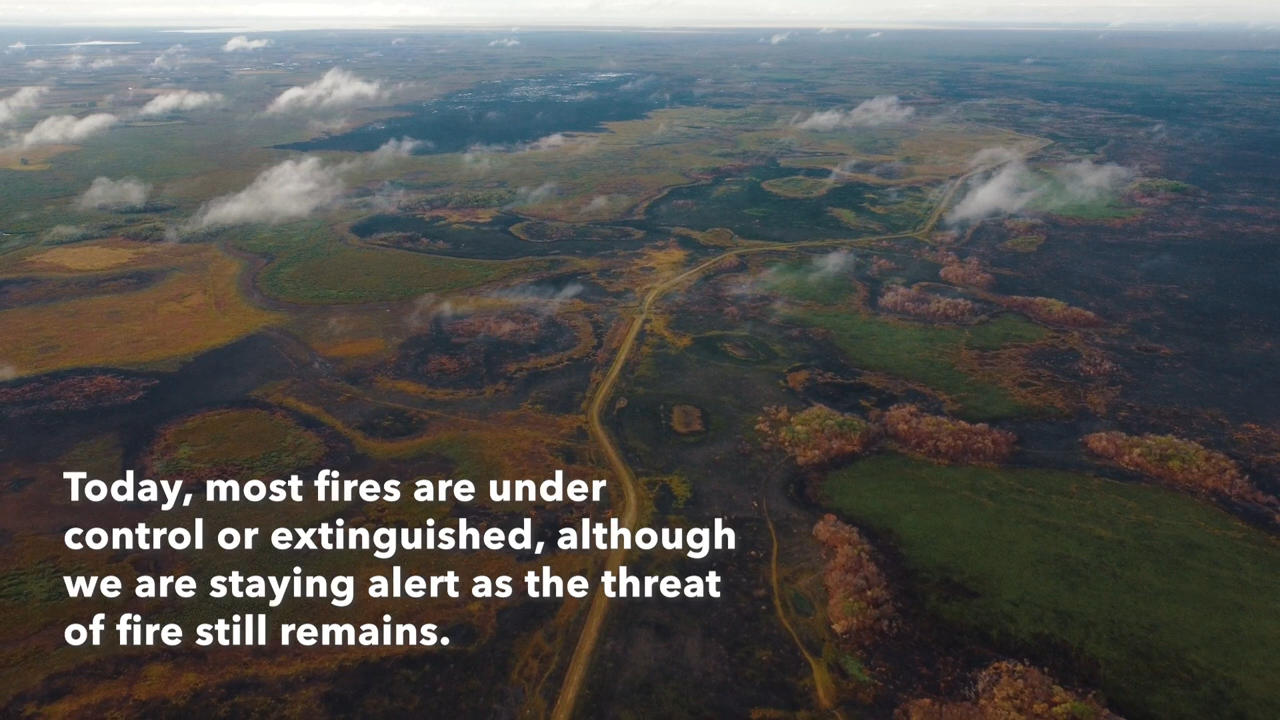 Today, most fires are under
control or extinguished, although
we are staying alert as the threat
of fire still remains.